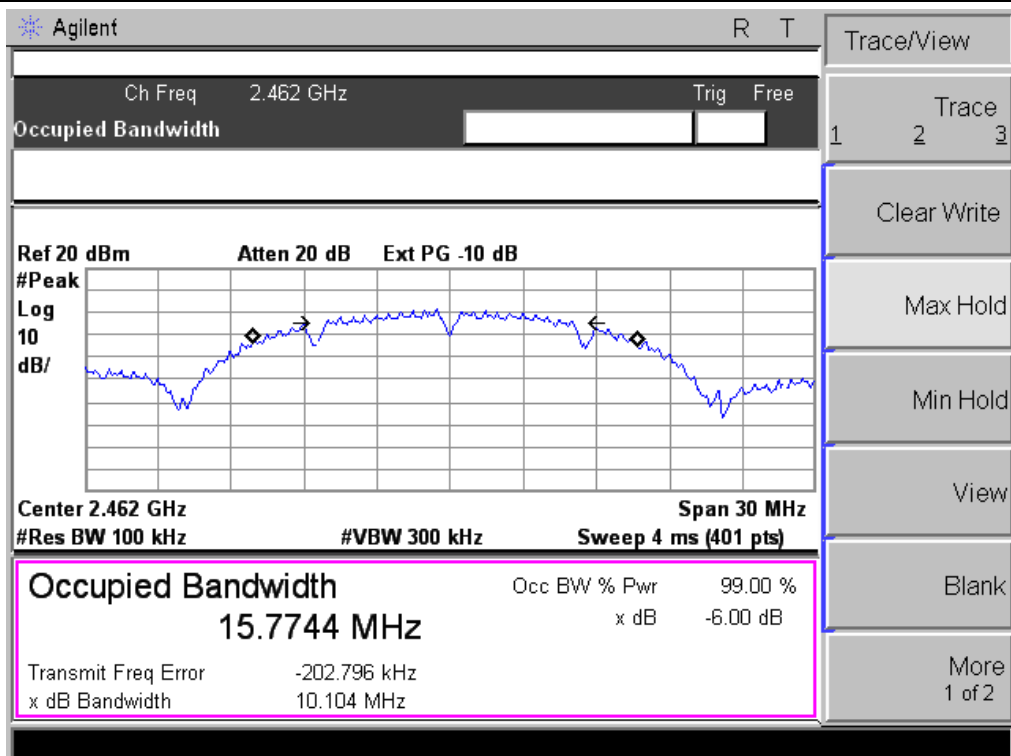 Agilent R T
Ch Freq 2.462 GHz Trig Free
Occupied Bandwidth
Ref 20 dBm Atten 20 dB Ext PG -10 dB
#Peak
Log
10
dB/
Center 2.462 GHz Span 30 MHz
#Res BW 100 kHz #VBW 300 kHz Sweep 4 ms (401 pts)
Occupied Bandwidth Occ BW % Pwr 99.00 %
15.7744 MHz x dB -6.00 dB
Transmit Freq Error -202.796 kHz
x dB Bandwidth 10.104 MHz
Trace/View
Trace
1 2 3
Clear Write
Max Hold
Min Hold
View
Blank
More
1 of 2